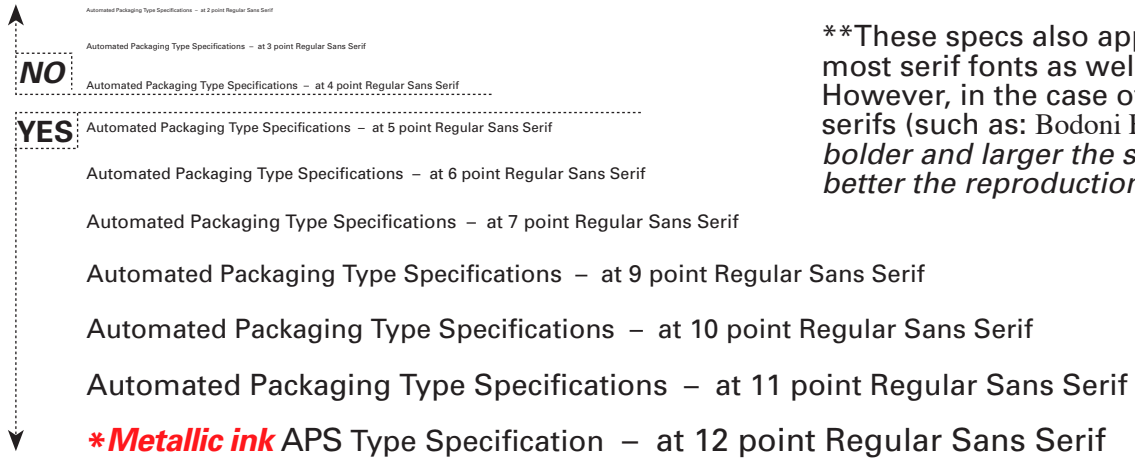 Automated Packaging Type Specifications – at 2 point Regular Sans Serif
Automated Packaging Type Specifications – at 3 point Regular Sans Serif
NO
Automated Packaging Type Specifications – at 4 point Regular Sans Serif
YES
Automated Packaging Type Specifications – at 5 point Regular Sans Serif
Automated Packaging Type Specifications – at 6 point Regular Sans Serif
Automated Packaging Type Specifications – at 7 point Regular Sans Serif
Automated Packaging Type Specifications – at 9 point Regular Sans Serif
Automated Packaging Type Specifications – at 10 point Regular Sans Serif
Automated Packaging Type Specifications – at 11 point Regular Sans Serif
*Metallic ink APS Type Specification – at 12 point Regular Sans Serif
**These specs also
most serif fonts as
However, in the case
serifs (such as: Bodoni
bolder and larger the
better the